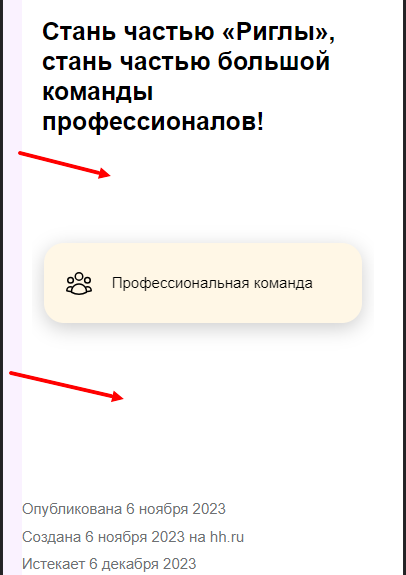 Стань частью «Риглы»,
стань частью большой
команды
профессионалов!
Профессиональная команда
Опубликована 6 ноября 2023
Создана 6 ноября 2023 на hh.ru
Истекает 6 декабря 2023